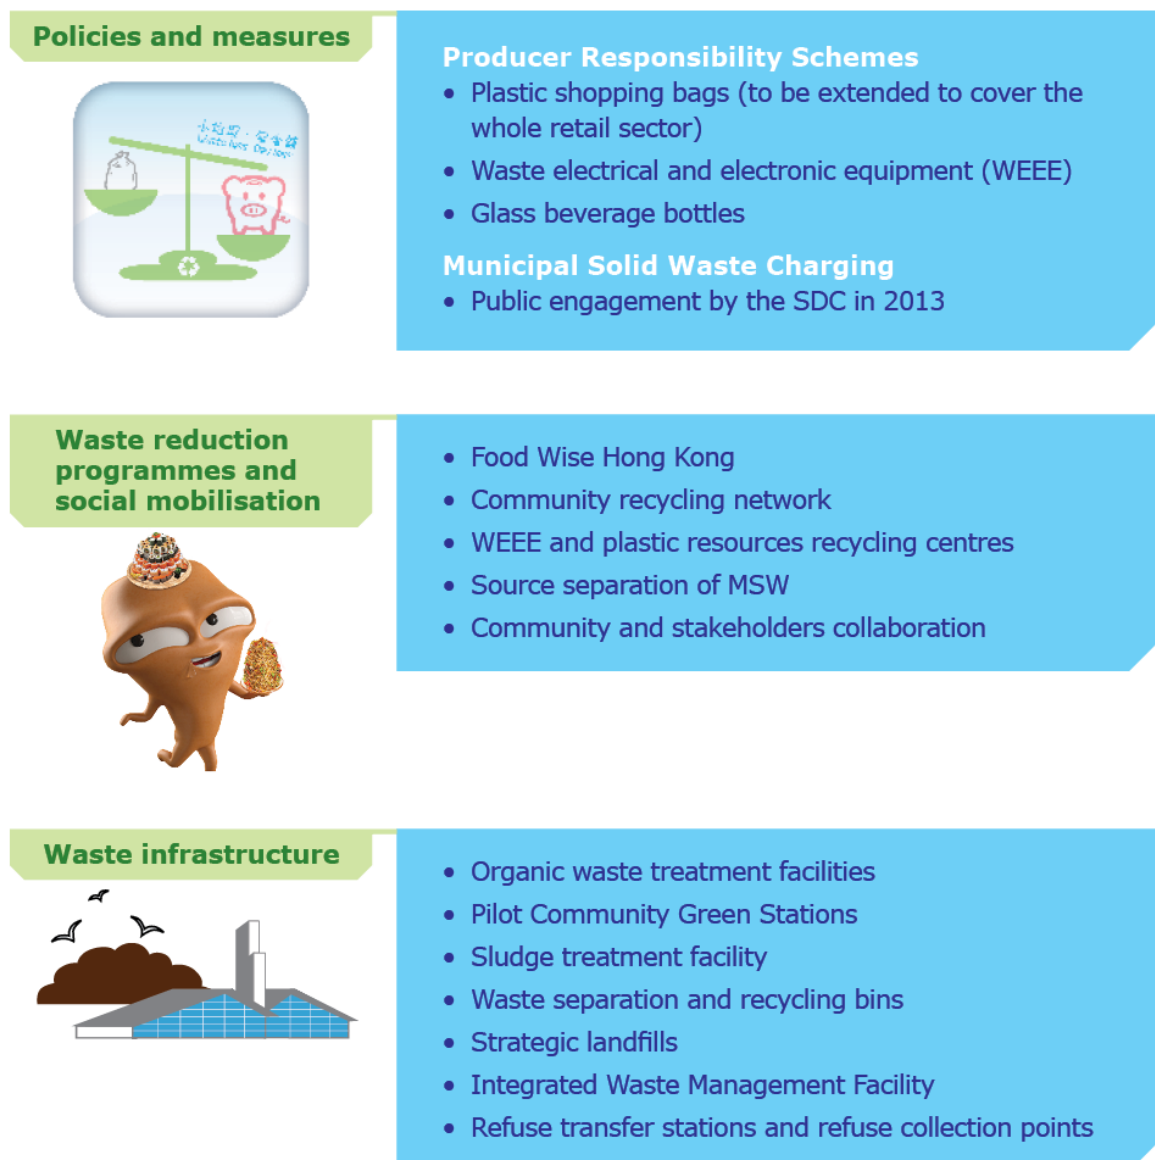 Policies and measures
Producer Responsibility Schemes
• Plastic shopping bags (to be extended to cover the
whole retail sector)
• Waste electrical and electronic equipment (WEEE)
• Glass beverage bottles
Municipal Solid Waste Charging
• Public engagement by the SDC in 2013
Waste reduction
programmes and
social mobilisation
• Food Wise Hong Kong
• Community recycling network
• WEEE and plastic resources recycling centres
• Source separation of MSW
• Community and stakeholders collaboration
Waste infrastructure
• Organic waste treatment facilities
• Pilot Community Green Stations
• Sludge treatment facility
• Waste separation and recycling bins
• Strategic landfills
• Integrated Waste Management Facility
• Refuse transfer stations and refuse collection points